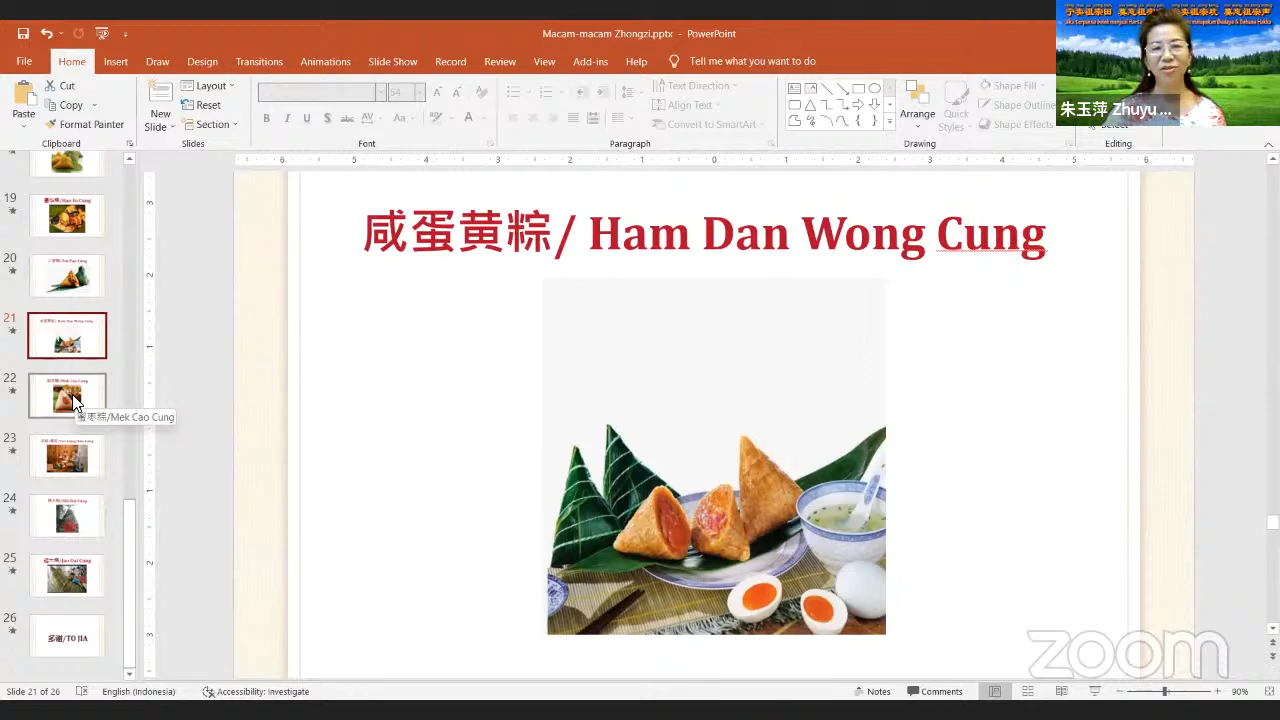 Macam-macam Zhongzi.pptx - PowerPoint
File Home Insert Draw Design Transitions Animations Slide Show Record Review View Add-ins Help Tell me what you want to do
Paste
Cut
Copy
Format Painter
Clipboard
New
Slide
Layout
Reset
Section
Slides
54
Font
Text Direction
Align Text
Convert to SmartArt
Paragraph
Arrange
Quick
Styles
Shape Fill
Shape Outline
Shape Effects
Drawing
Select
Editing
朱玉萍 Zhuyu ...
咸蛋黄粽/ Ham Dan Wong Cung
19
20
21
22
蜜枣粽/Mek Cao Cung
23
24
25
26
多谢/TO JIA
zoom
Slide 21 of 26
English (Indonesia)
Accessibility: Investigate
Notes
Comments
90%